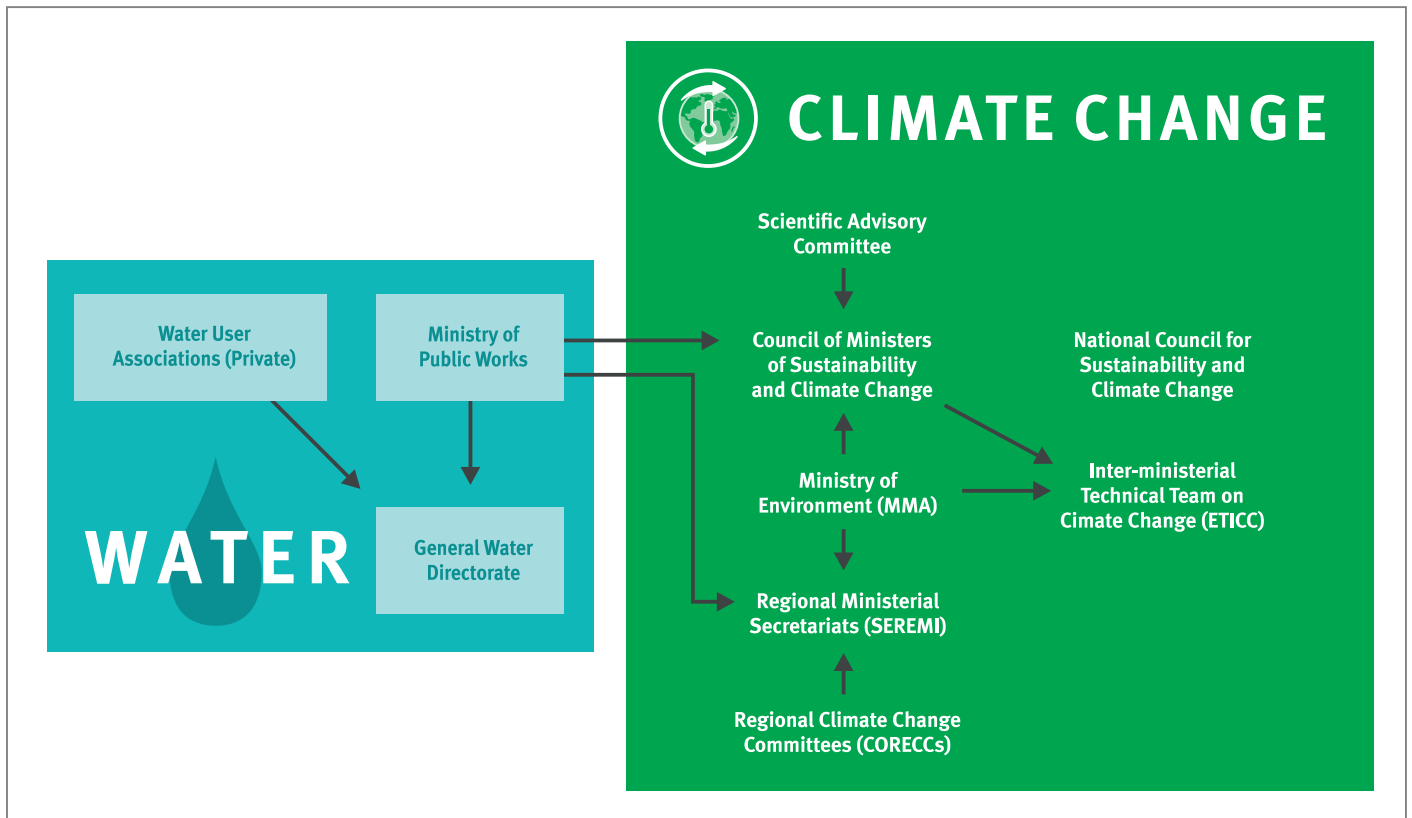 CLIMATE CHANGE
Scientific Advisory
Committee
Water User
Associations (Private)
Ministry of
Public Works
Council of Ministers
of Sustainability
and Climate Change
National Council for
Sustainability and
Climate Change
Inter-ministerial
Technical Team on
Cimate Change (ETICC)
Ministry of
Environment (MMA)
WATER
General Water
Directorate
Regional Ministerial
Secretariats (SEREMI)
Regional Climate Change
Committees (CORECCs)